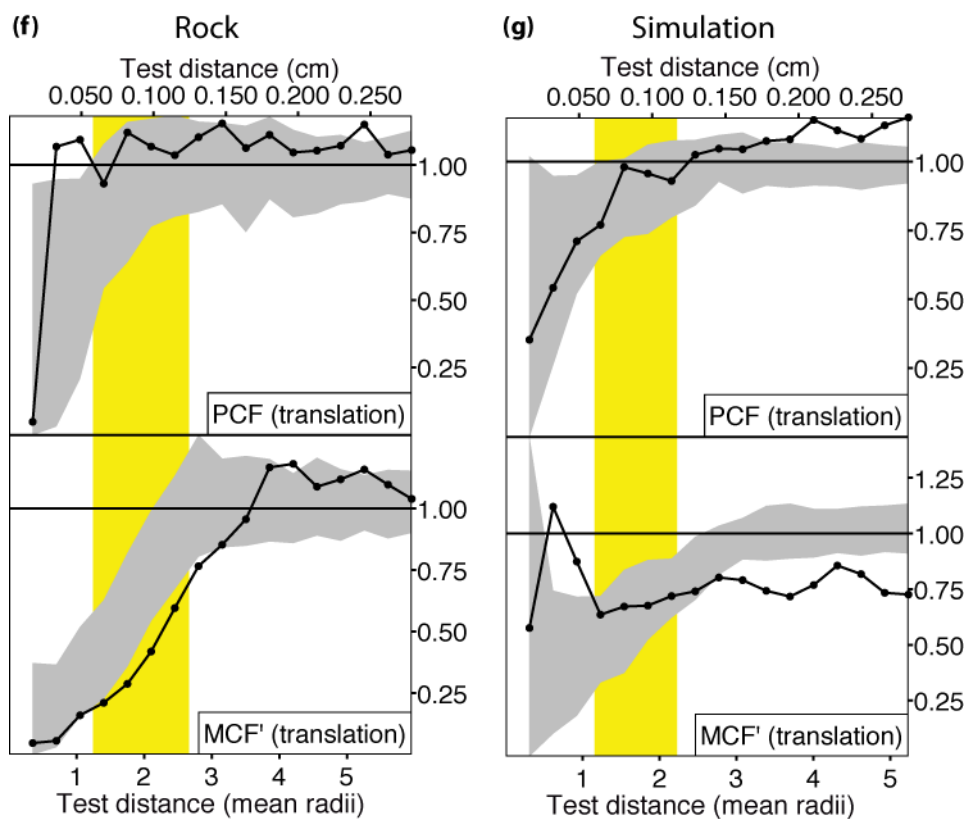 (f) Rock
Test distance (cm)
0.050 0.100 0.150 0.200 0.250
1.00
0.75
0.50
0.25
PCF (translation)
1.00
0.75
0.50
0.25
MCF' (translation)
1 2 3 4 5
Test distance (mean radii)
(g) Simulation
Test distance (cm)
0.050 0.100 0.150 0.200 0.250
1.00
0.75
0.50
0.25
PCF (translation)
1.25
1.00
0.75
0.50
0.25
MCF' (translation)
1 2 3 4 5
Test distance (mean radii)